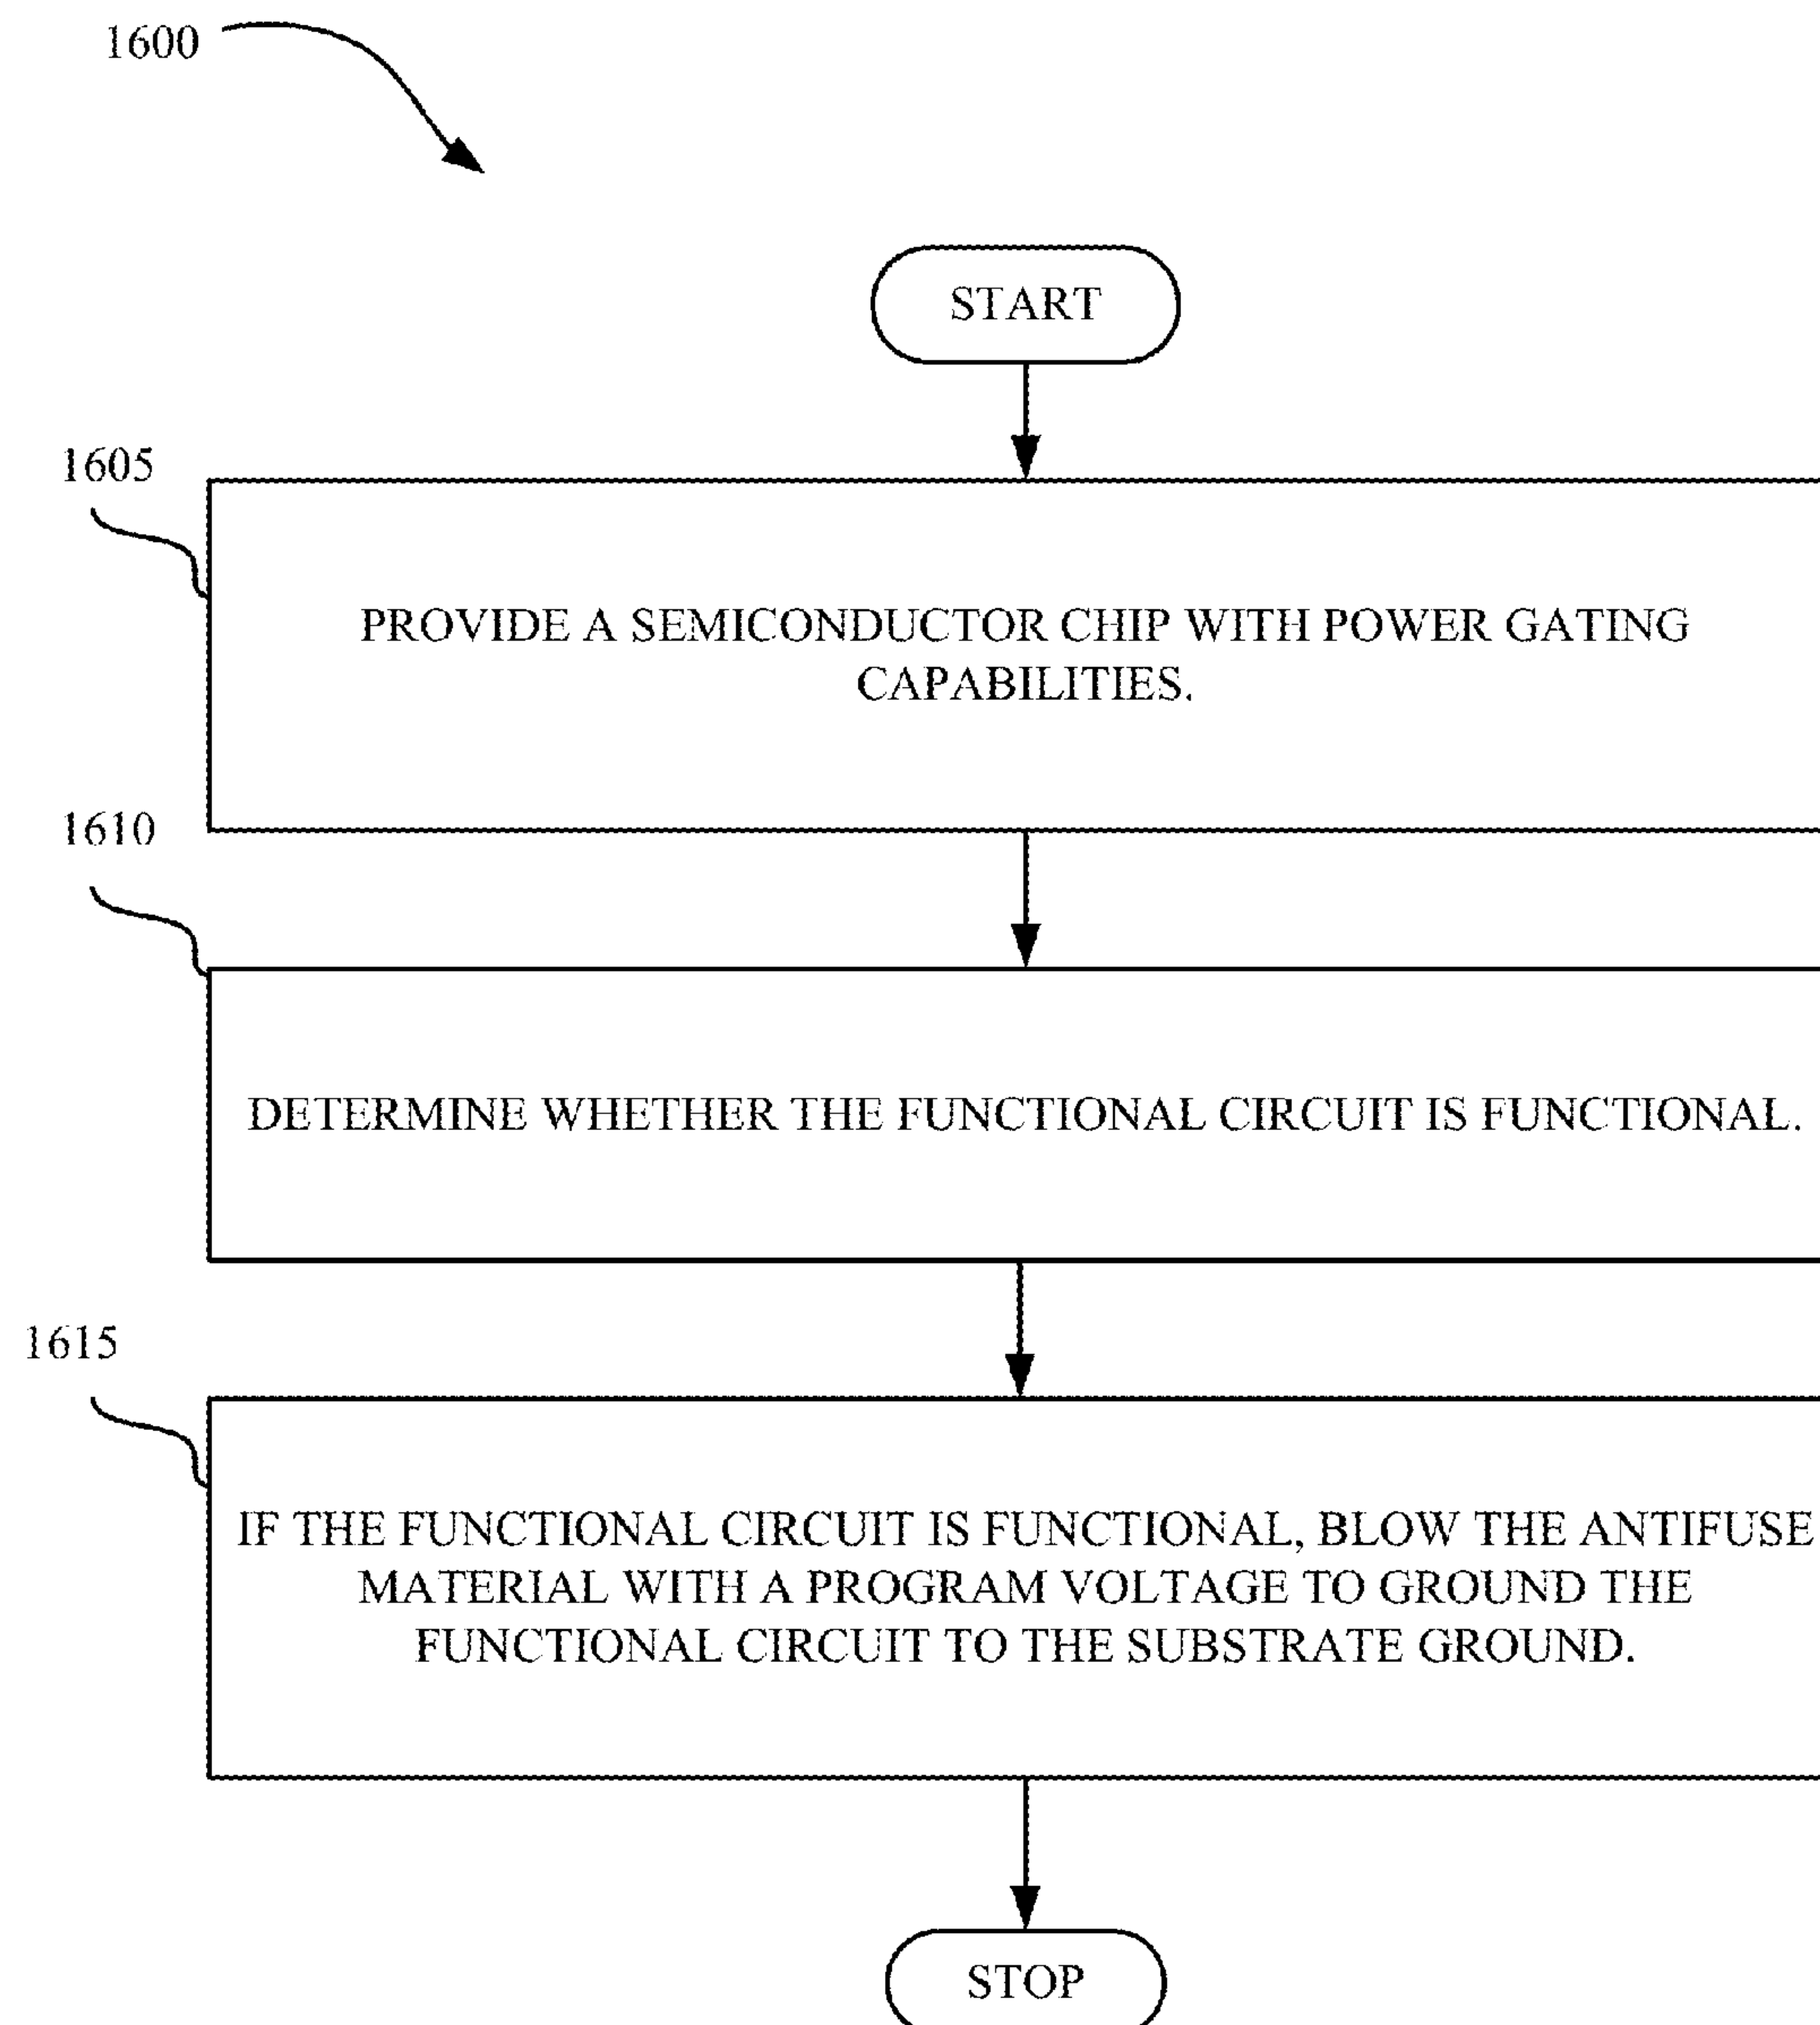 1600
START
1605
PROVIDE A SEMICONDUCTOR CHIP WITH POWER GATING
CAPABILITIES.
1610
DETERMINE WHETHER THE FUNCTIONAL CIRCUIT IS FUNCTIONAL.
1615
IF THE FUNCTIONAL CIRCUIT IS FUNCTIONAL, BLOW THE ANTIFUSE
MATERIAL WITH A PROGRAM VOLTAGE TO GROUND THE
FUNCTIONAL CIRCUIT TO THE SUBSTRATE GROUND.
STOP